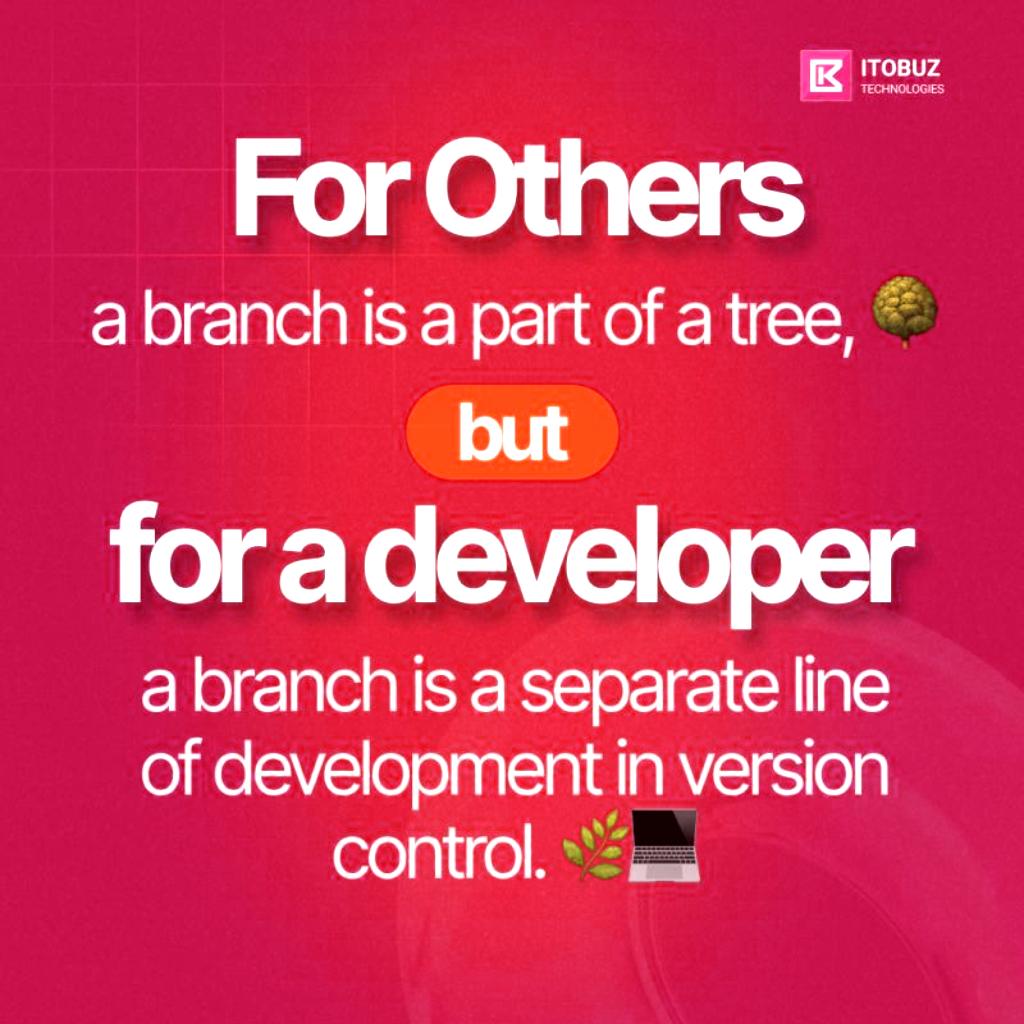 ITOBUZ
TECHNOLOGIES
For Others
a branch is a part of a tree,
but
for a developer
a branch is a separate line
of development in version
control.